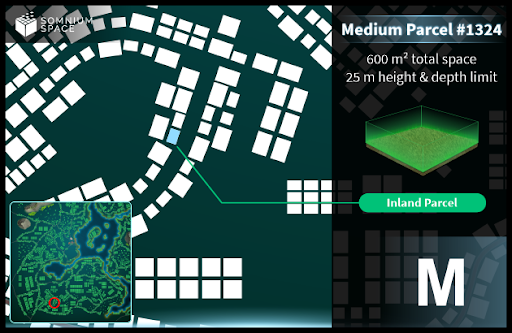 SOMNIUM
SPACE
Medium Parcel #1324
600 m² total space
25 m height & depth limit
Inland Parcel
M